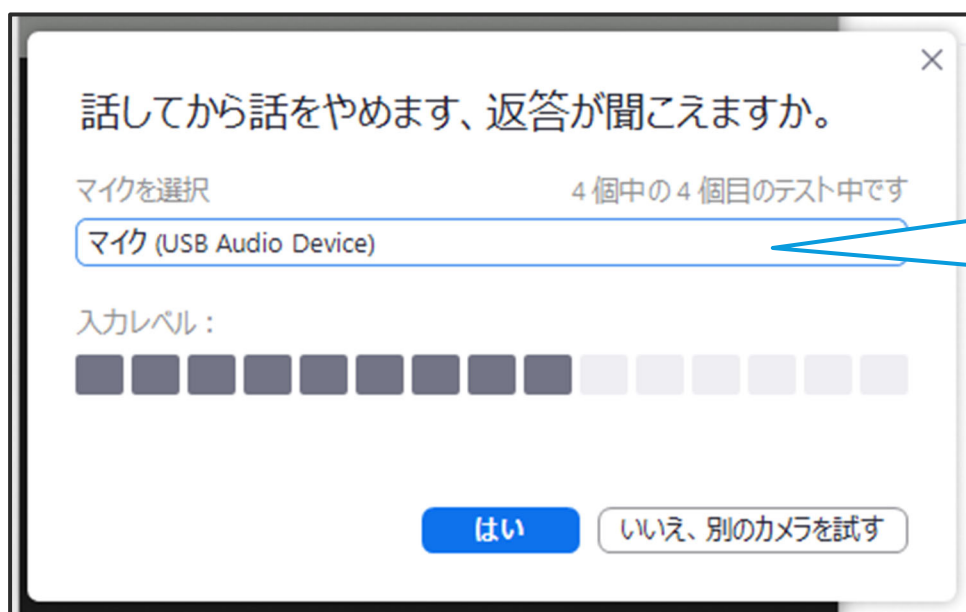 話してから話をやめます、返答が聞こえますか。
マイクを選択
4 個中の 4 個目のテスト中です
マイク (USB Audio Device)
入力レベル：
はい
いいえ、別のカメラを試す